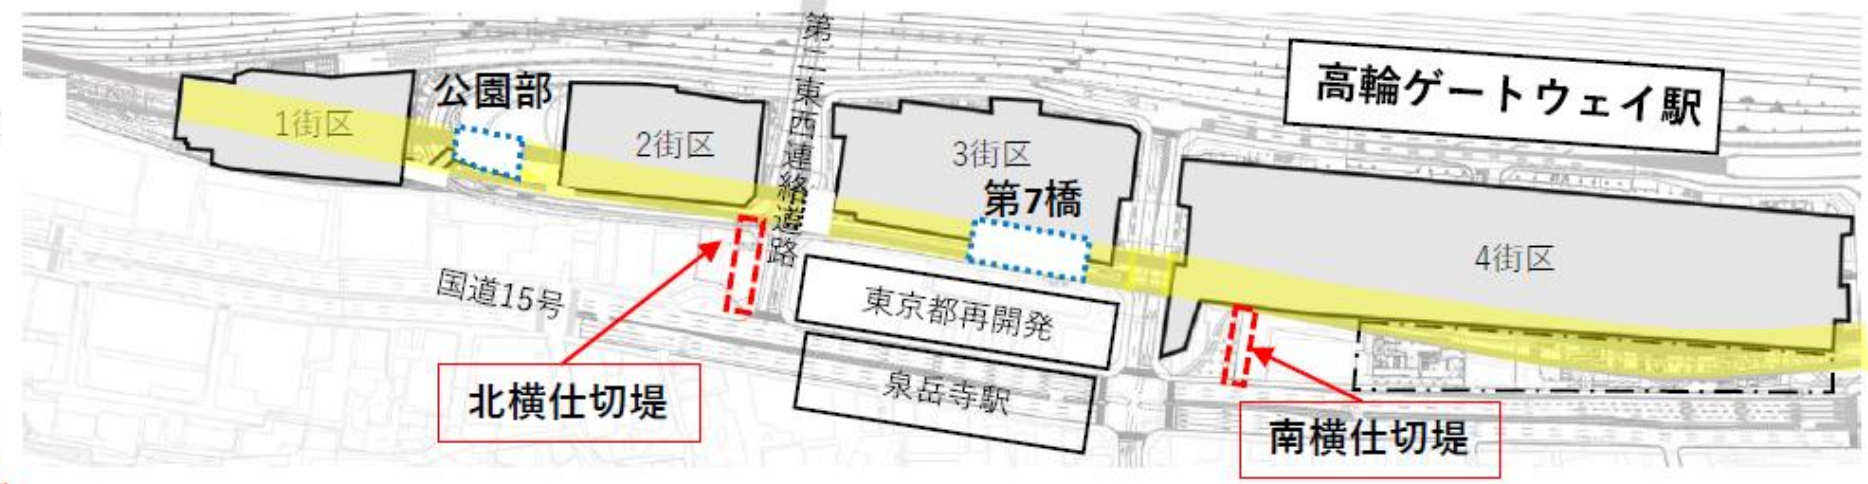 第二東西連絡道路
高輪ゲートウェイ駅
公園部
1街区
2街区
3街区
第7橋
4街区
国道15号
東京都再開発
泉岳寺駅
北横仕切堤
南横仕切堤